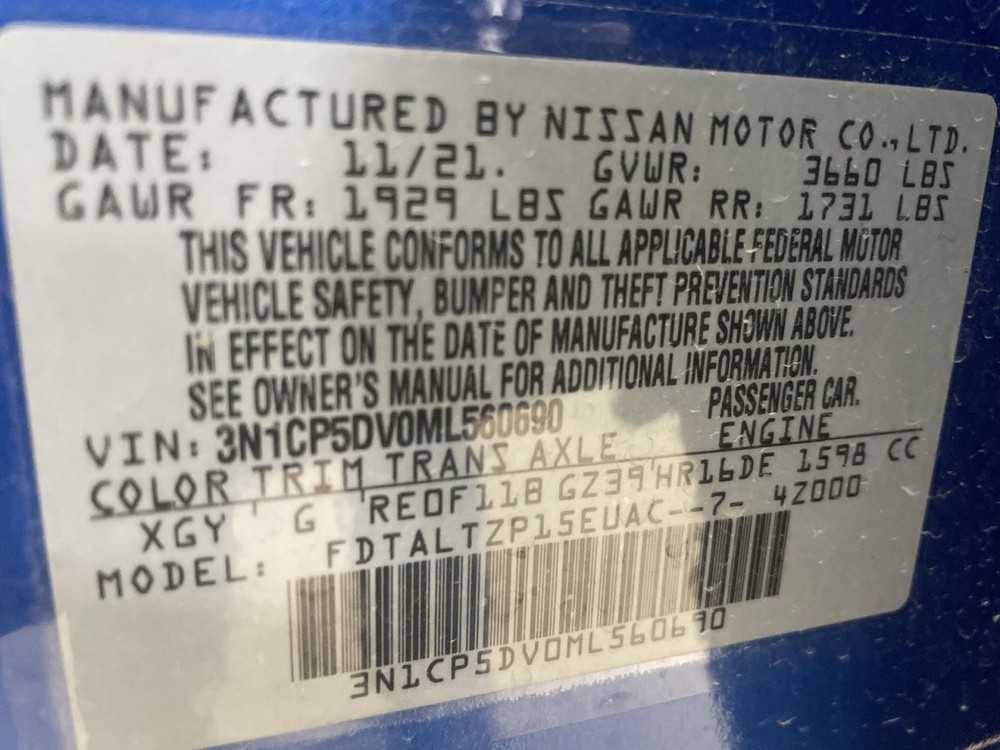 MANUFACTURED BY NISSAN MOTOR CO.,LTD.
DATE: 11/21. GVWR: 3660 LBS
GAWR FR: 1929 LBS GAWR RR: 1731 LBS
THIS VEHICLE CONFORMS TO ALL APPLICABLE FEDERAL MOTOR
VEHICLE SAFETY, BUMPER AND THEFT PREVENTION STANDARDS
IN EFFECT ON THE DATE OF MANUFACTURE SHOWN ABOVE.
SEE OWNER'S MANUAL FOR ADDITIONAL INFORMATION.
PASSENGER CAR.
VIN: 3N1CP5DV0ML560690
COLOR TRIM TRANS AXLE ENGINE
XGY G RE0F11B GZ39 HR16DE 1598 CC
MODEL: FDTALTZP15EUAC--7- 4Z000
3N1CP5DV0ML560690